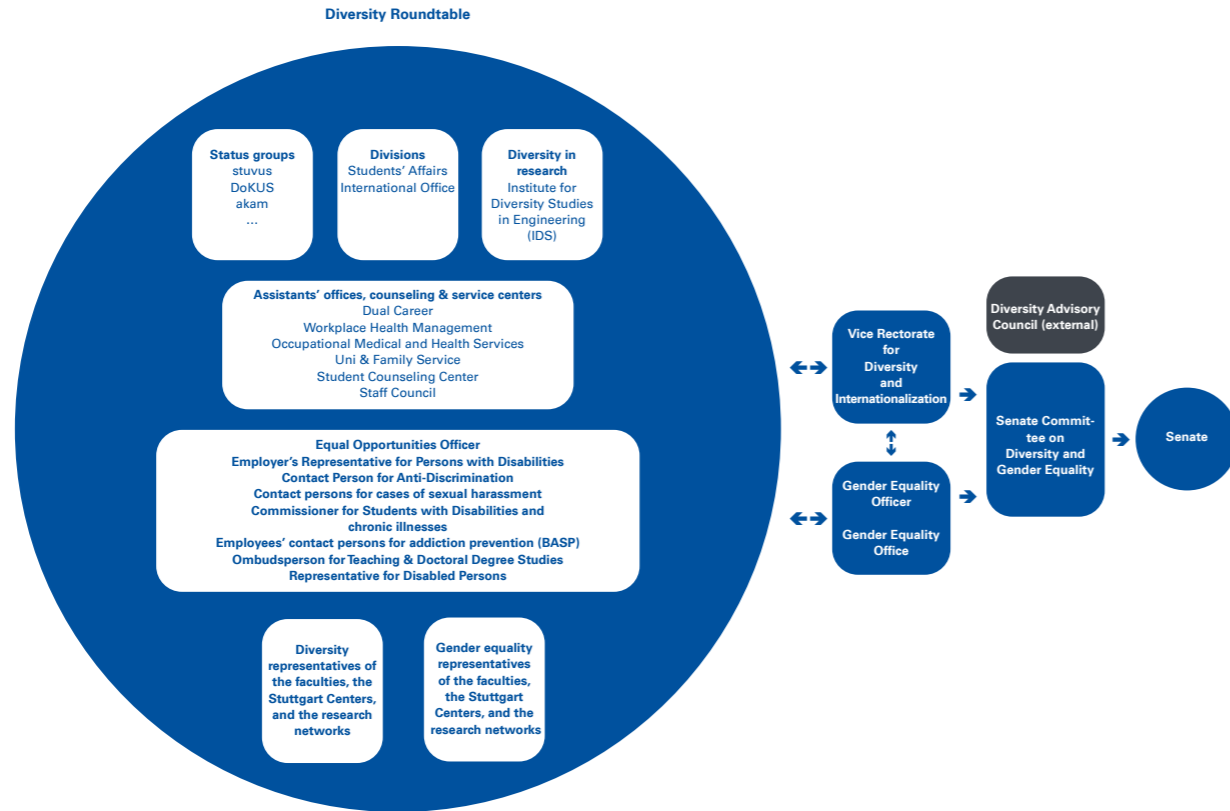 Diversity Roundtable
Status groups
stuvus
DoKUS
akam
...
Divisions
Students’ Affairs
International Office
Diversity in
research
Institute for
Diversity Studies
in Engineering
(IDS)
Assistants’ offices, counseling & service centers
Dual Career
Workplace Health Management
Occupational Medical and Health Services
Uni & Family Service
Student Counseling Center
Staff Council
Equal Opportunities Officer
Employer’s Representative for Persons with Disabilities
Contact Person for Anti-Discrimination
Contact persons for cases of sexual harassment
Commissioner for Students with Disabilities and
chronic illnesses
Employees’ contact persons for addiction prevention (BASP)
Ombudsperson for Teaching & Doctoral Degree Studies
Representative for Disabled Persons
Diversity
representatives of
the faculties, the
Stuttgart Centers,
and the research
networks
Gender equality
representatives
of the faculties,
the Stuttgart
Centers, and the
research networks
Vice Rectorate
for
Diversity
and
Internationalization
Gender Equality
Officer
Gender Equality
Office
Diversity Advisory
Council (external)
Senate Commit-
tee on
Diversity and
Gender Equality
Senate